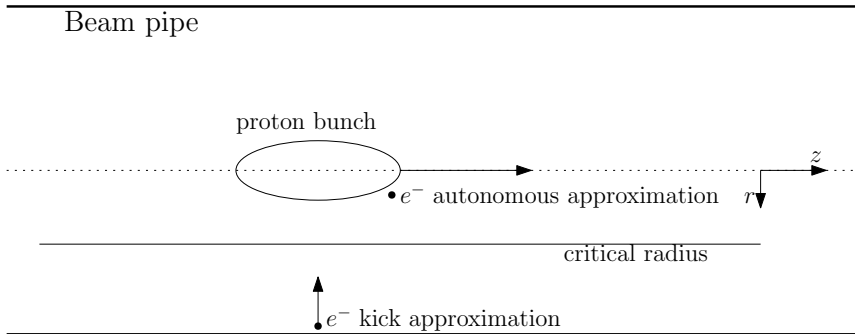 Beam pipe
proton bunch
z
e⁻ autonomous approximation
r
critical radius
e⁻ kick approximation